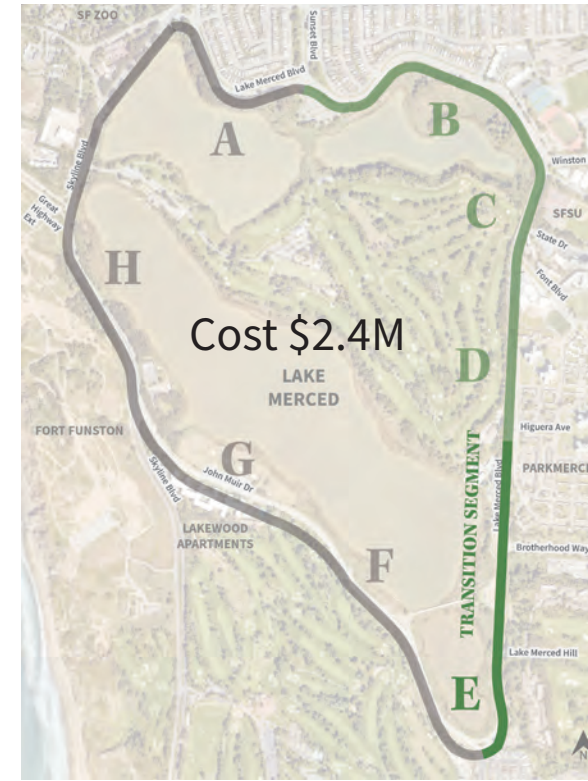 SF ZOO
Sunset Blvd
Lake Merced Blvd
A
B
Winston
Skyline Blvd
Great
Highway
Ext
C
SFSU
State Dr
Font Blvd
H
Cost $2.4M
LAKE
MERCED
D
Higuera Ave
FORT FUNSTON
G
John Muir Dr
Skyline Blvd
TRANSITION SEGMENT
Lake Merced Blvd
PARKMERCE
LAKEWOOD
APARTMENTS
Brotherhood Way
F
Lake Merced Hill
E
N